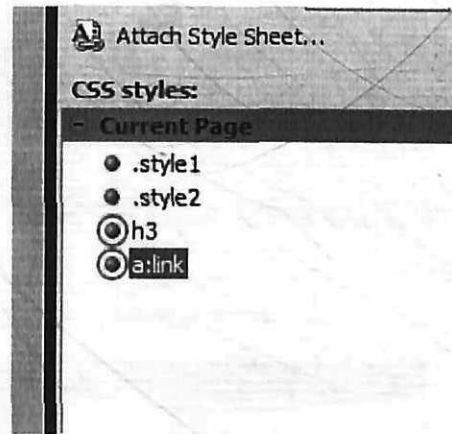 Attach Style Sheet...
CSS styles:
- Current Page
.style1
.style2
h3
a:link